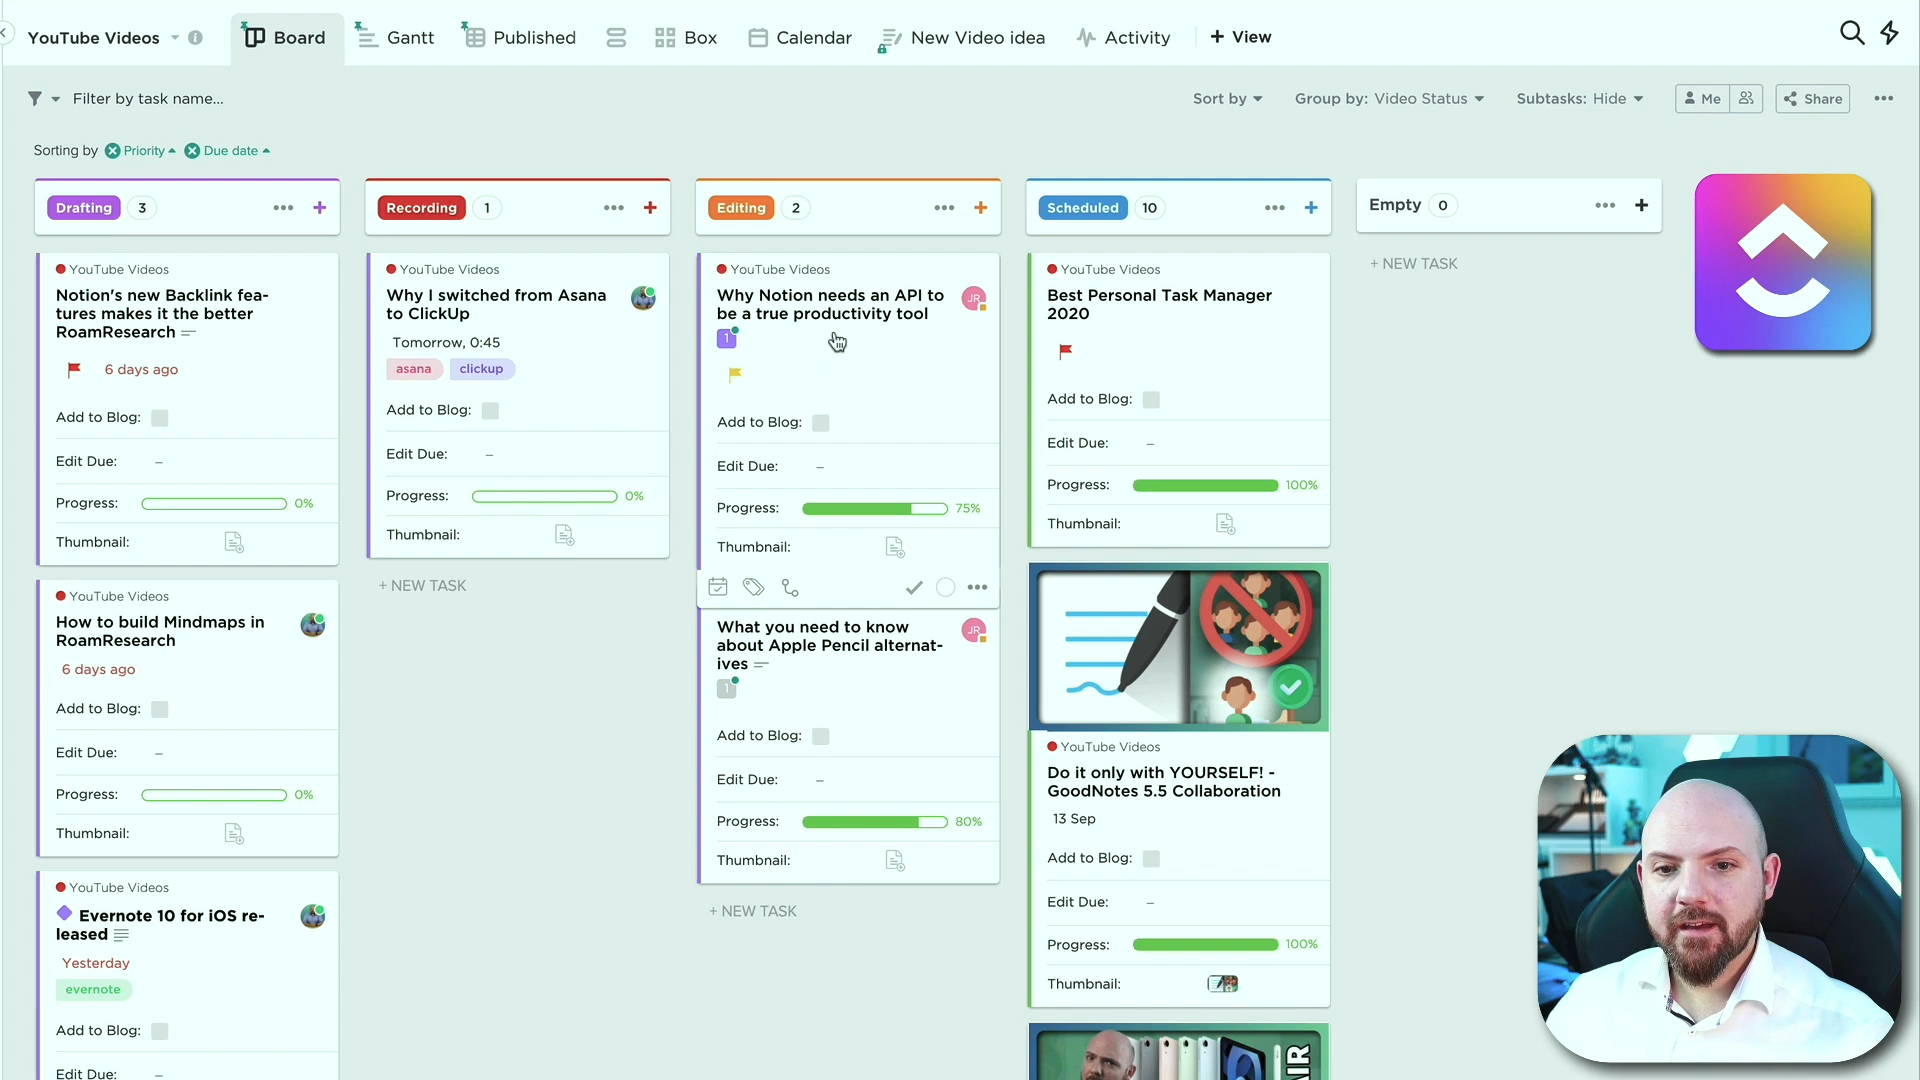 YouTube Videos
Board
Gantt
Published
Box
Calendar
New Video idea
Activity
+ View
Filter by task name...
Sort by
Group by: Video Status
Subtasks: Hide
Me
Share
Sorting by
Priority
Due date
Drafting 3
YouTube Videos
Notion's new Backlink fea-
tures makes it the better
RoamResearch
6 days ago
Add to Blog:
Edit Due: –
Progress: 0%
Thumbnail:
YouTube Videos
How to build Mindmaps in
RoamResearch
6 days ago
Add to Blog:
Edit Due: –
Progress: 0%
Thumbnail:
YouTube Videos
Evernote 10 for iOS re-
leased
Yesterday
evernote
Add to Blog:
Edit Due: –
Recording 1
YouTube Videos
Why I switched from Asana
to ClickUp
Tomorrow, 0:45
asana
clickup
Add to Blog:
Edit Due: –
Progress: 0%
Thumbnail:
+ NEW TASK
Editing 2
YouTube Videos
Why Notion needs an API to
be a true productivity tool
JR
1
Add to Blog:
Edit Due: –
Progress: 75%
Thumbnail:
What you need to know
about Apple Pencil alternat-
ives
JR
1
Add to Blog:
Edit Due: –
Progress: 80%
Thumbnail:
+ NEW TASK
Scheduled 10
YouTube Videos
Best Personal Task Manager
2020
Add to Blog:
Edit Due: –
Progress: 100%
Thumbnail:
YouTube Videos
Do it only with YOURSELF! -
GoodNotes 5.5 Collaboration
13 Sep
Add to Blog:
Edit Due: –
Progress: 100%
Thumbnail:
Empty 0
+ NEW TASK